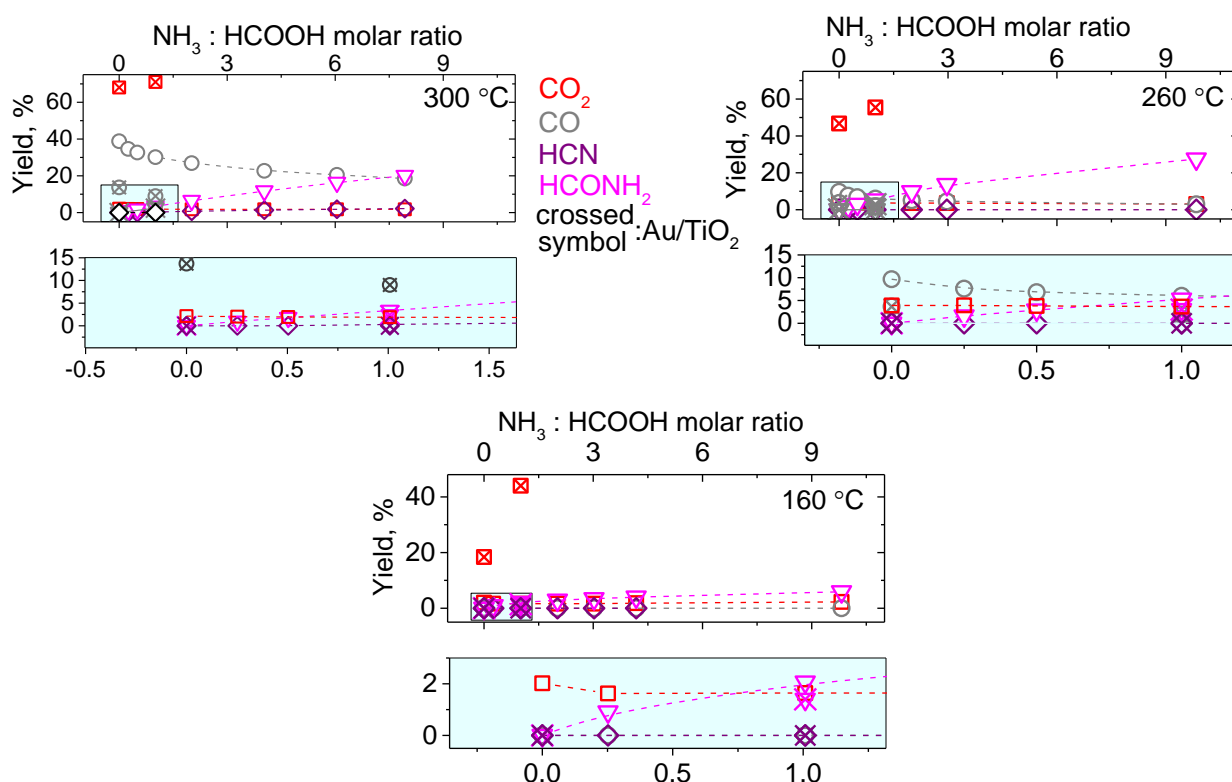 NH3 : HCOOH molar ratio
0 3 6 9
300 °C
Yield, %
60
40
20
0
15
10
5
0
-0.5 0.0 0.5 1.0 1.5
CO2
CO
HCN
HCONH2
crossed symbol :Au/TiO2
NH3 : HCOOH molar ratio
0 3 6 9
260 °C
Yield, %
60
40
20
0
15
10
5
0
0.0 0.5 1.0
NH3 : HCOOH molar ratio
0 3 6 9
160 °C
Yield, %
40
20
0
2
0
0.0 0.5 1.0